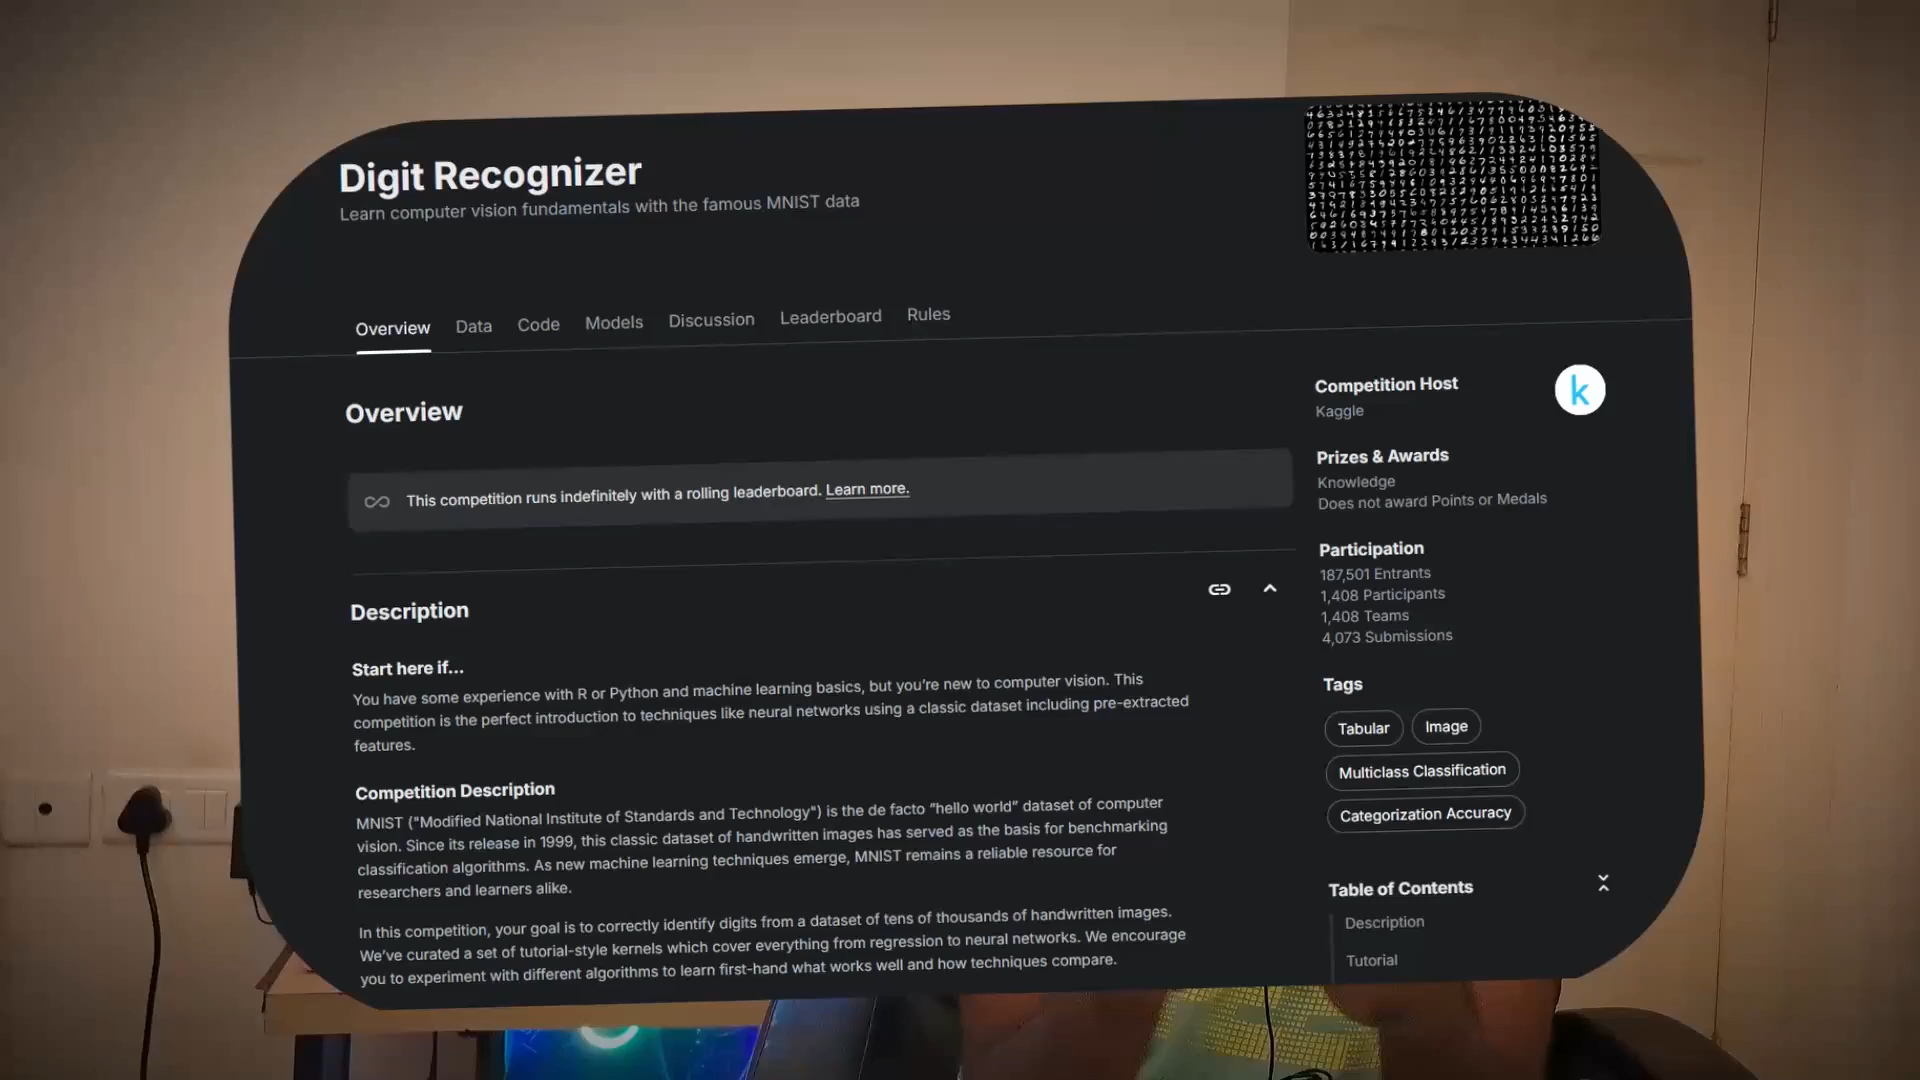 Digit Recognizer
Learn computer vision fundamentals with the famous MNIST data
Overview Data Code Models Discussion Leaderboard Rules
Overview
This competition runs indefinitely with a rolling leaderboard. Learn more.
Description
Start here if...
You have some experience with R or Python and machine learning basics, but you're new to computer vision. This
competition is the perfect introduction to techniques like neural networks using a classic dataset including pre-extracted
features.
Competition Description
MNIST ("Modified National Institute of Standards and Technology") is the de facto "hello world" dataset of computer
vision. Since its release in 1999, this classic dataset of handwritten images has served as the basis for benchmarking
classification algorithms. As new machine learning techniques emerge, MNIST remains a reliable resource for
researchers and learners alike.
In this competition, your goal is to correctly identify digits from a dataset of tens of thousands of handwritten images.
We've curated a set of tutorial-style kernels which cover everything from regression to neural networks. We encourage
you to experiment with different algorithms to learn first-hand what works well and how techniques compare.
Competition Host
Kaggle
k
Prizes & Awards
Knowledge
Does not award Points or Medals
Participation
187,501 Entrants
1,408 Participants
1,408 Teams
4,073 Submissions
Tags
Tabular Image
Multiclass Classification
Categorization Accuracy
Table of Contents
Description
Tutorial